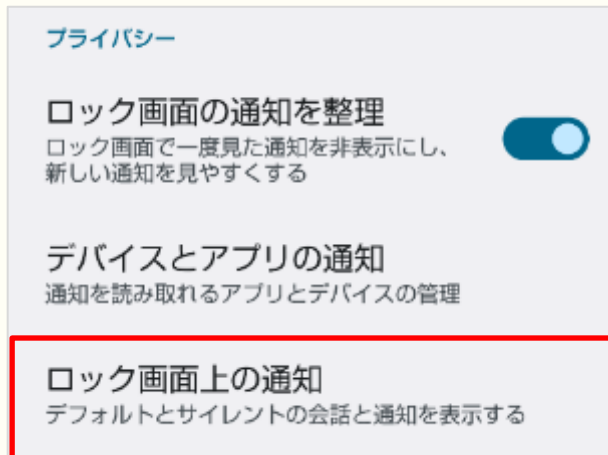 プライバシー
ロック画面の通知を整理
ロック画面で一度見た通知を非表示にし、
新しい通知を見やすくする
デバイスとアプリの通知
通知を読み取れるアプリとデバイスの管理
ロック画面上の通知
デフォルトとサイレントの会話と通知を表示する